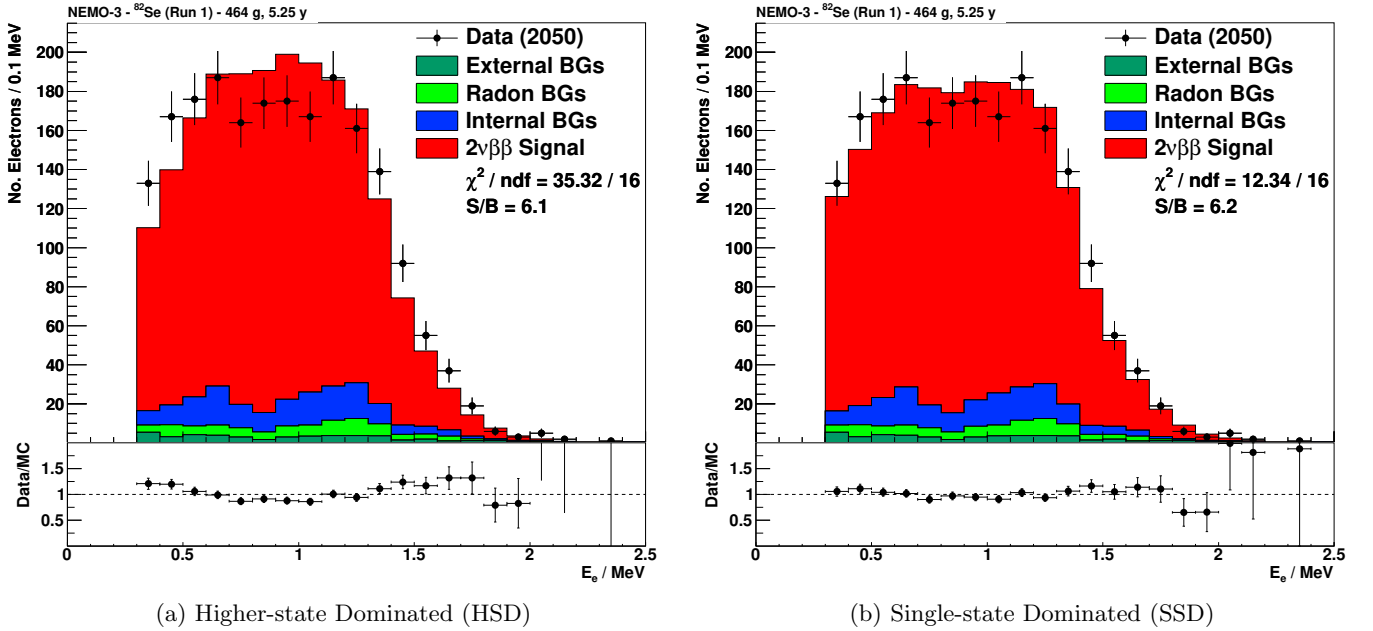 NEMO-3 - ⁸²Se (Run 1) - 464 g, 5.25 y
No. Electrons / 0.1 MeV
200
180
160
140
120
100
80
60
40
20
Data (2050)
External BGs
Radon BGs
Internal BGs
2νββ Signal
χ² / ndf = 35.32 / 16
S/B = 6.1
Data/MC
1.5
1
0.5
0 0.5 1 1.5 2 2.5
E_e / MeV
(a) Higher-state Dominated (HSD)
NEMO-3 - ⁸²Se (Run 1) - 464 g, 5.25 y
No. Electrons / 0.1 MeV
200
180
160
140
120
100
80
60
40
20
Data (2050)
External BGs
Radon BGs
Internal BGs
2νββ Signal
χ² / ndf = 12.34 / 16
S/B = 6.2
Data/MC
1.5
1
0.5
0 0.5 1 1.5 2 2.5
E_e / MeV
(b) Single-state Dominated (SSD)